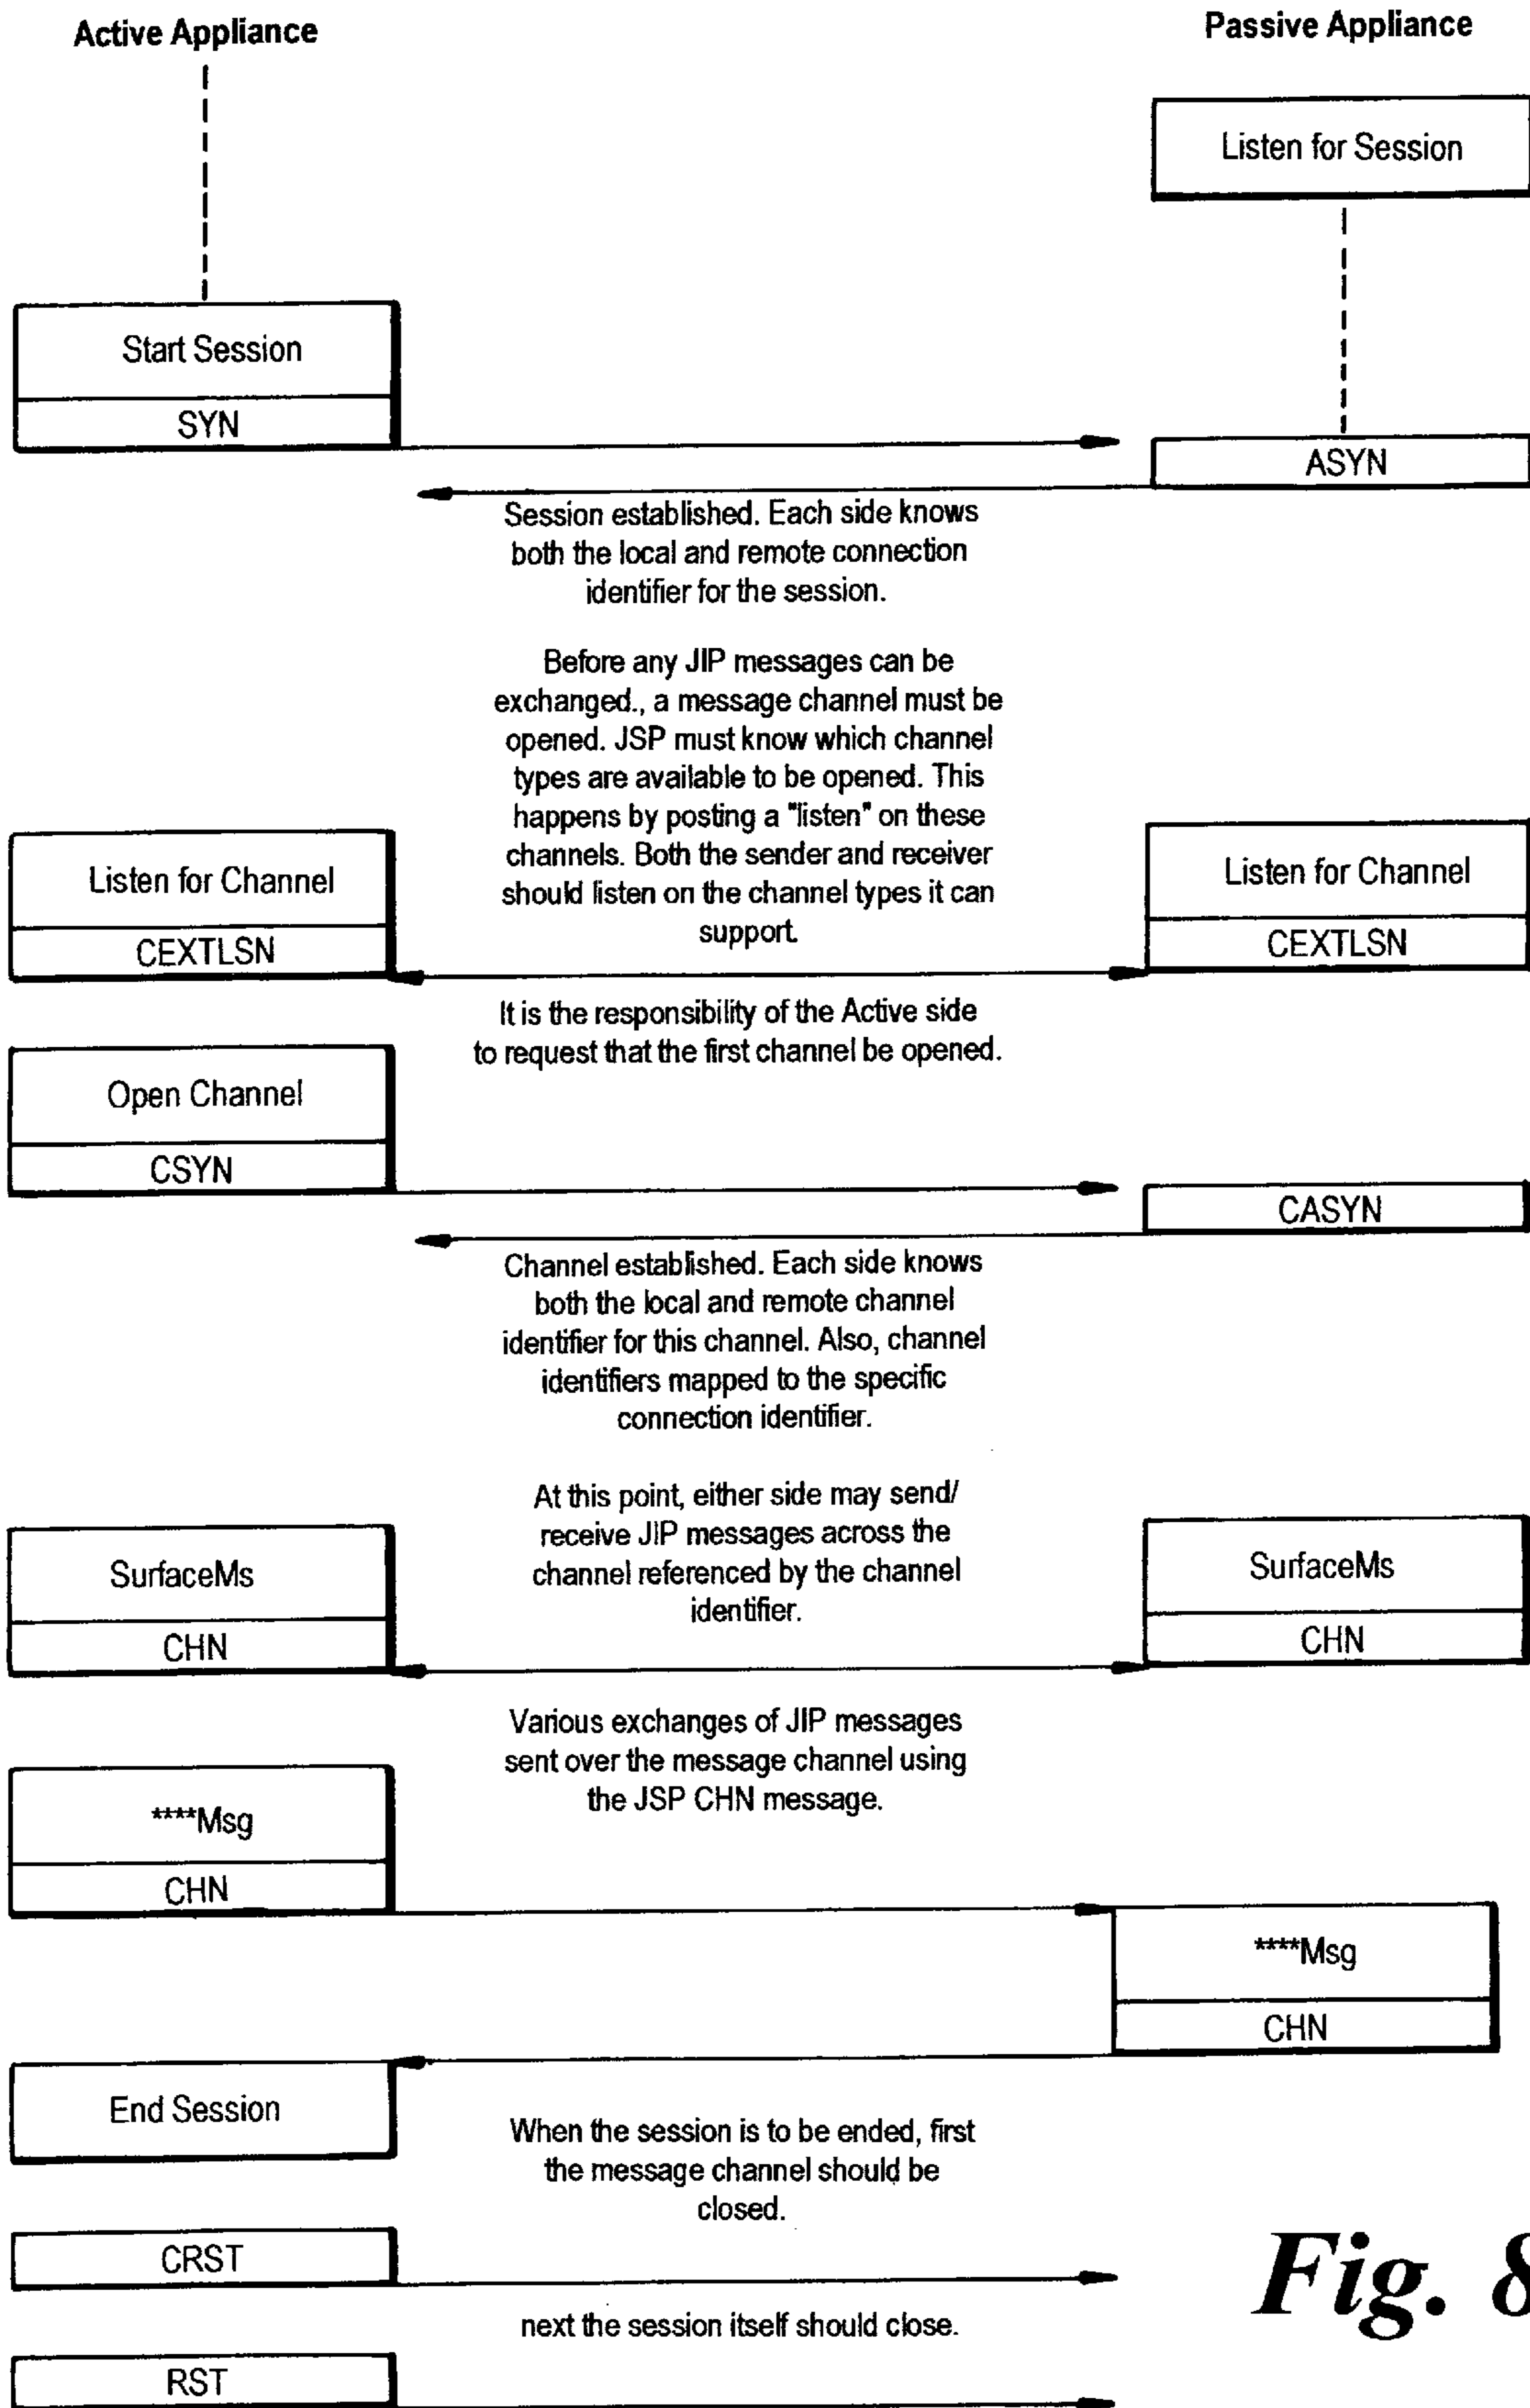 Active Appliance
Passive Appliance
Listen for Session
Start Session
SYN
ASYN
Session established. Each side knows
both the local and remote connection
identifier for the session.
Before any JIP messages can be
exchanged., a message channel must be
opened. JSP must know which channel
types are available to be opened. This
happens by posting a "listen" on these
channels. Both the sender and receiver
should listen on the channel types it can
support.
Listen for Channel
CEXTLSN
Listen for Channel
CEXTLSN
It is the responsibility of the Active side
to request that the first channel be opened.
Open Channel
CSYN
CASYN
Channel established. Each side knows
both the local and remote channel
identifier for this channel. Also, channel
identifiers mapped to the specific
connection identifier.
At this point, either side may send/
receive JIP messages across the
channel referenced by the channel
identifier.
SurfaceMs
CHN
SurfaceMs
CHN
Various exchanges of JIP messages
sent over the message channel using
the JSP CHN message.
****Msg
CHN
****Msg
CHN
End Session
When the session is to be ended, first
the message channel should be
closed.
CRST
next the session itself should close.
RST
Fig. 8